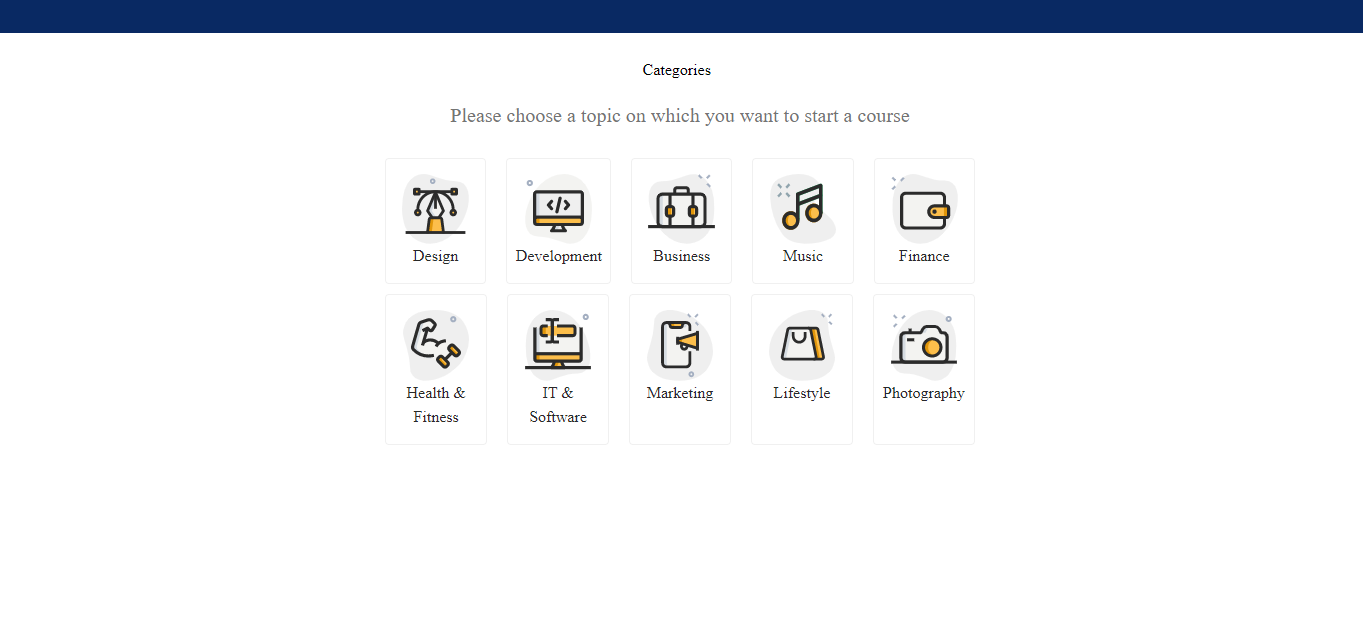 Categories
Please choose a topic on which you want to start a course
Design
Development
Business
Music
Finance
Health &
Fitness
IT &
Software
Marketing
Lifestyle
Photography